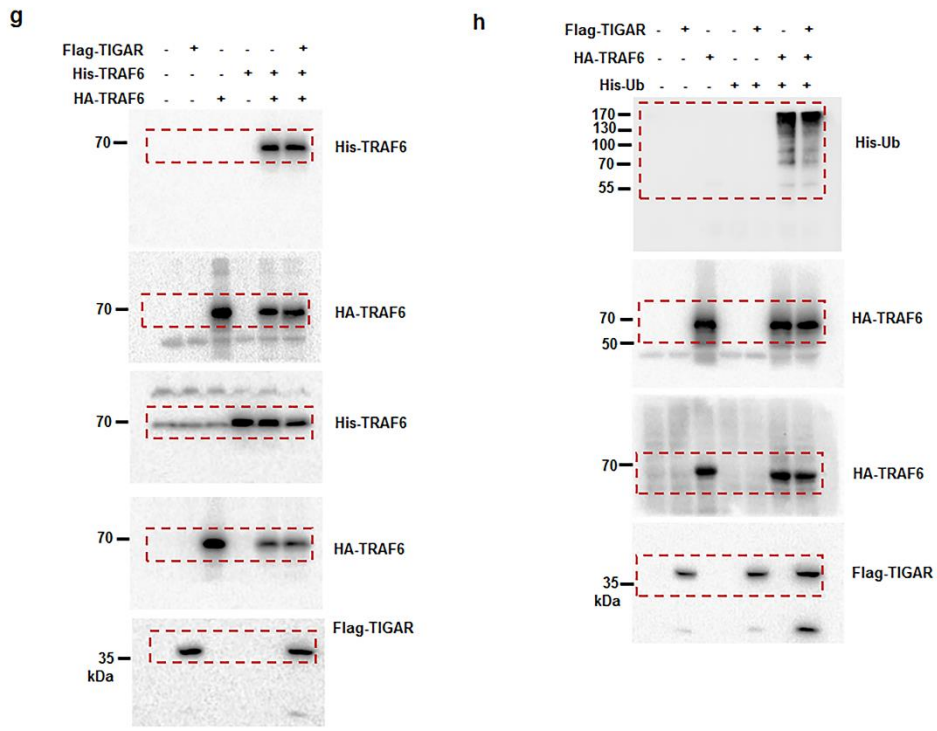 g
Flag-TIGAR - + - - - +
His-TRAF6 - - - + + +
HA-TRAF6 - - + - + +
70
His-TRAF6
70
HA-TRAF6
70
His-TRAF6
70
HA-TRAF6
Flag-TIGAR
35
kDa
h
Flag-TIGAR - + - - + - +
HA-TRAF6 - - + - - + +
His-Ub - - - + + + +
170
130
100
70
55
His-Ub
70
50
HA-TRAF6
70
HA-TRAF6
35
kDa
Flag-TIGAR